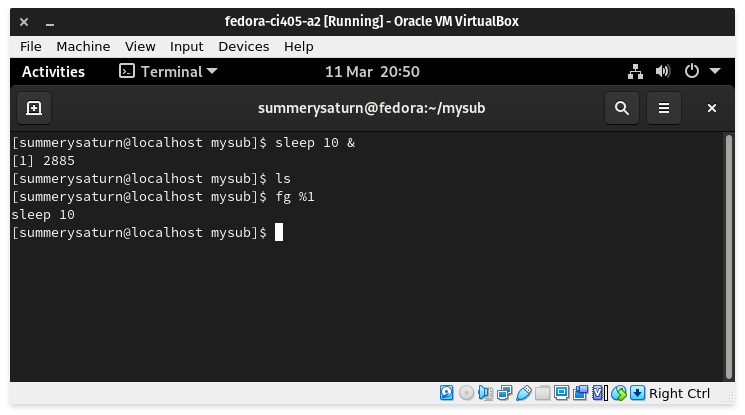 fedora-ci405-a2 [Running] - Oracle VM VirtualBox
File Machine View Input Devices Help
Activities Terminal 11 Mar 20:50
summerysaturn@fedora:~/mysub
[summerysaturn@localhost mysub]$ sleep 10 &
[1] 2885
[summerysaturn@localhost mysub]$ ls
[summerysaturn@localhost mysub]$ fg %1
sleep 10
[summerysaturn@localhost mysub]$
Right Ctrl